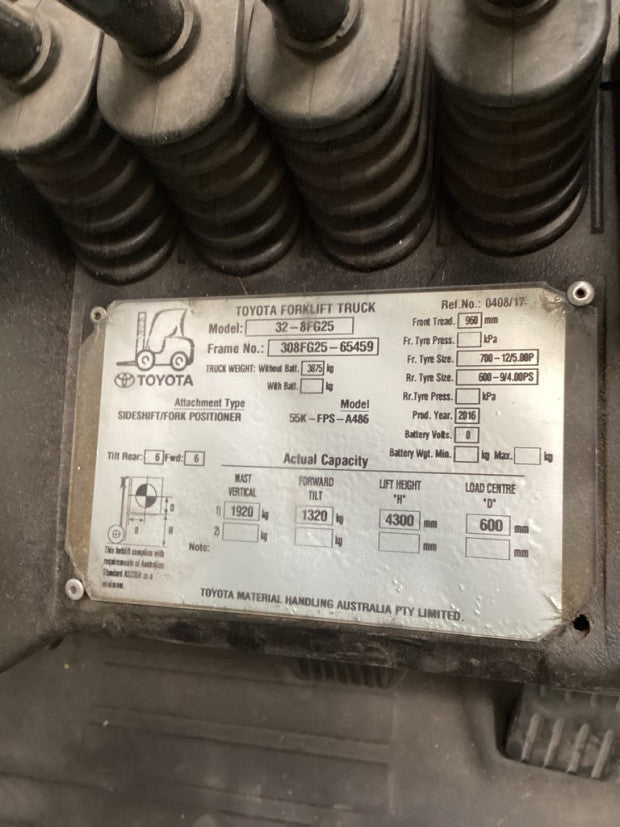 TOYOTA FORKLIFT TRUCK
Ref.No.: 0408/17
Model: 32-8FG25
Front Tread. 960 mm
Frame No.: 308FG25-65459
Fr. Tyre Press. kPa
TRUCK WEIGHT: Without Batt. 3875 kg
Fr. Tyre Size. 700-12/5.00P
With Batt. kg
Rr. Tyre Size. 600-9/4.00PS
TOYOTA
Rr.Tyre Press. kPa
Attachment Type
Model
Prod. Year. 2016
SIDESHIFT/FORK POSITIONER
55K-FPS-A486
Battery Volts. 8
Battery Wgt. Min. kg Max. kg
Tilt Rear: 6 Fwd: 6
Actual Capacity
MAST VERTICAL
FORWARD TILT
LIFT HEIGHT "H"
LOAD CENTRE "D"
1) 1920 kg 1320 kg 4300 mm 600 mm
2) kg kg mm mm
D
D H
Note:
This forklift complies with
requirements of Australian
Standard AS2359 as a
minimum.
TOYOTA MATERIAL HANDLING AUSTRALIA PTY LIMITED